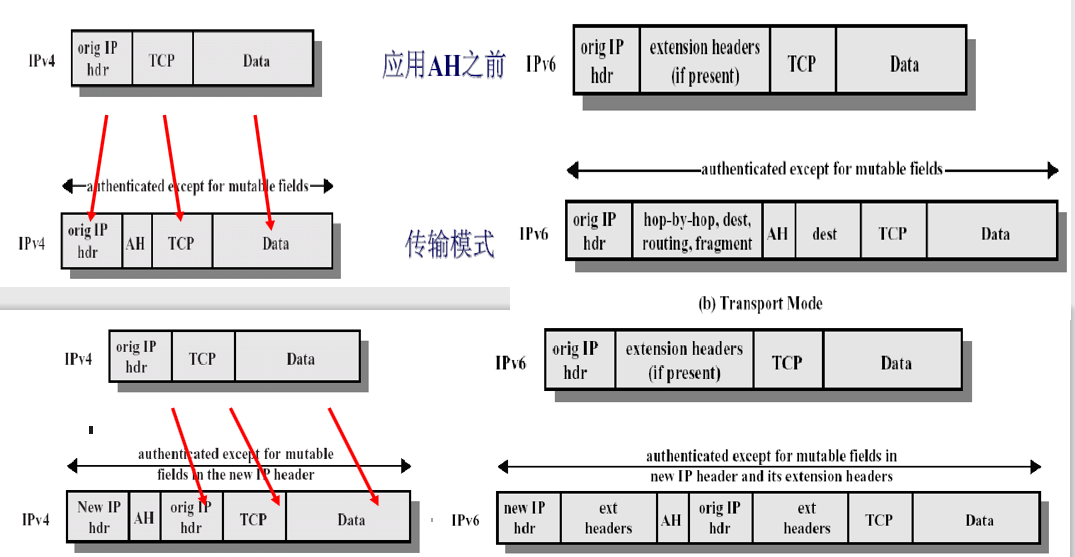 IPv4
orig IP
hdr
TCP
Data
应用AH之前
IPv6
orig IP
hdr
extension headers
(if present)
TCP
Data
authenticated except for mutable fields
IPv4
orig IP
hdr
AH
TCP
Data
传输模式
authenticated except for mutable fields
IPv6
orig IP
hdr
hop-by-hop, dest,
routing, fragment
AH
dest
TCP
Data
(b) Transport Mode
IPv4
orig IP
hdr
TCP
Data
IPv6
orig IP
hdr
extension headers
(if present)
TCP
Data
authenticated except for mutable
fields in the new IP header
IPv4
New IP
hdr
AH
orig IP
hdr
TCP
Data
authenticated except for mutable fields in
new IP header and its extension headers
IPv6
new IP
hdr
ext
headers
AH
orig IP
hdr
ext
headers
TCP
Data